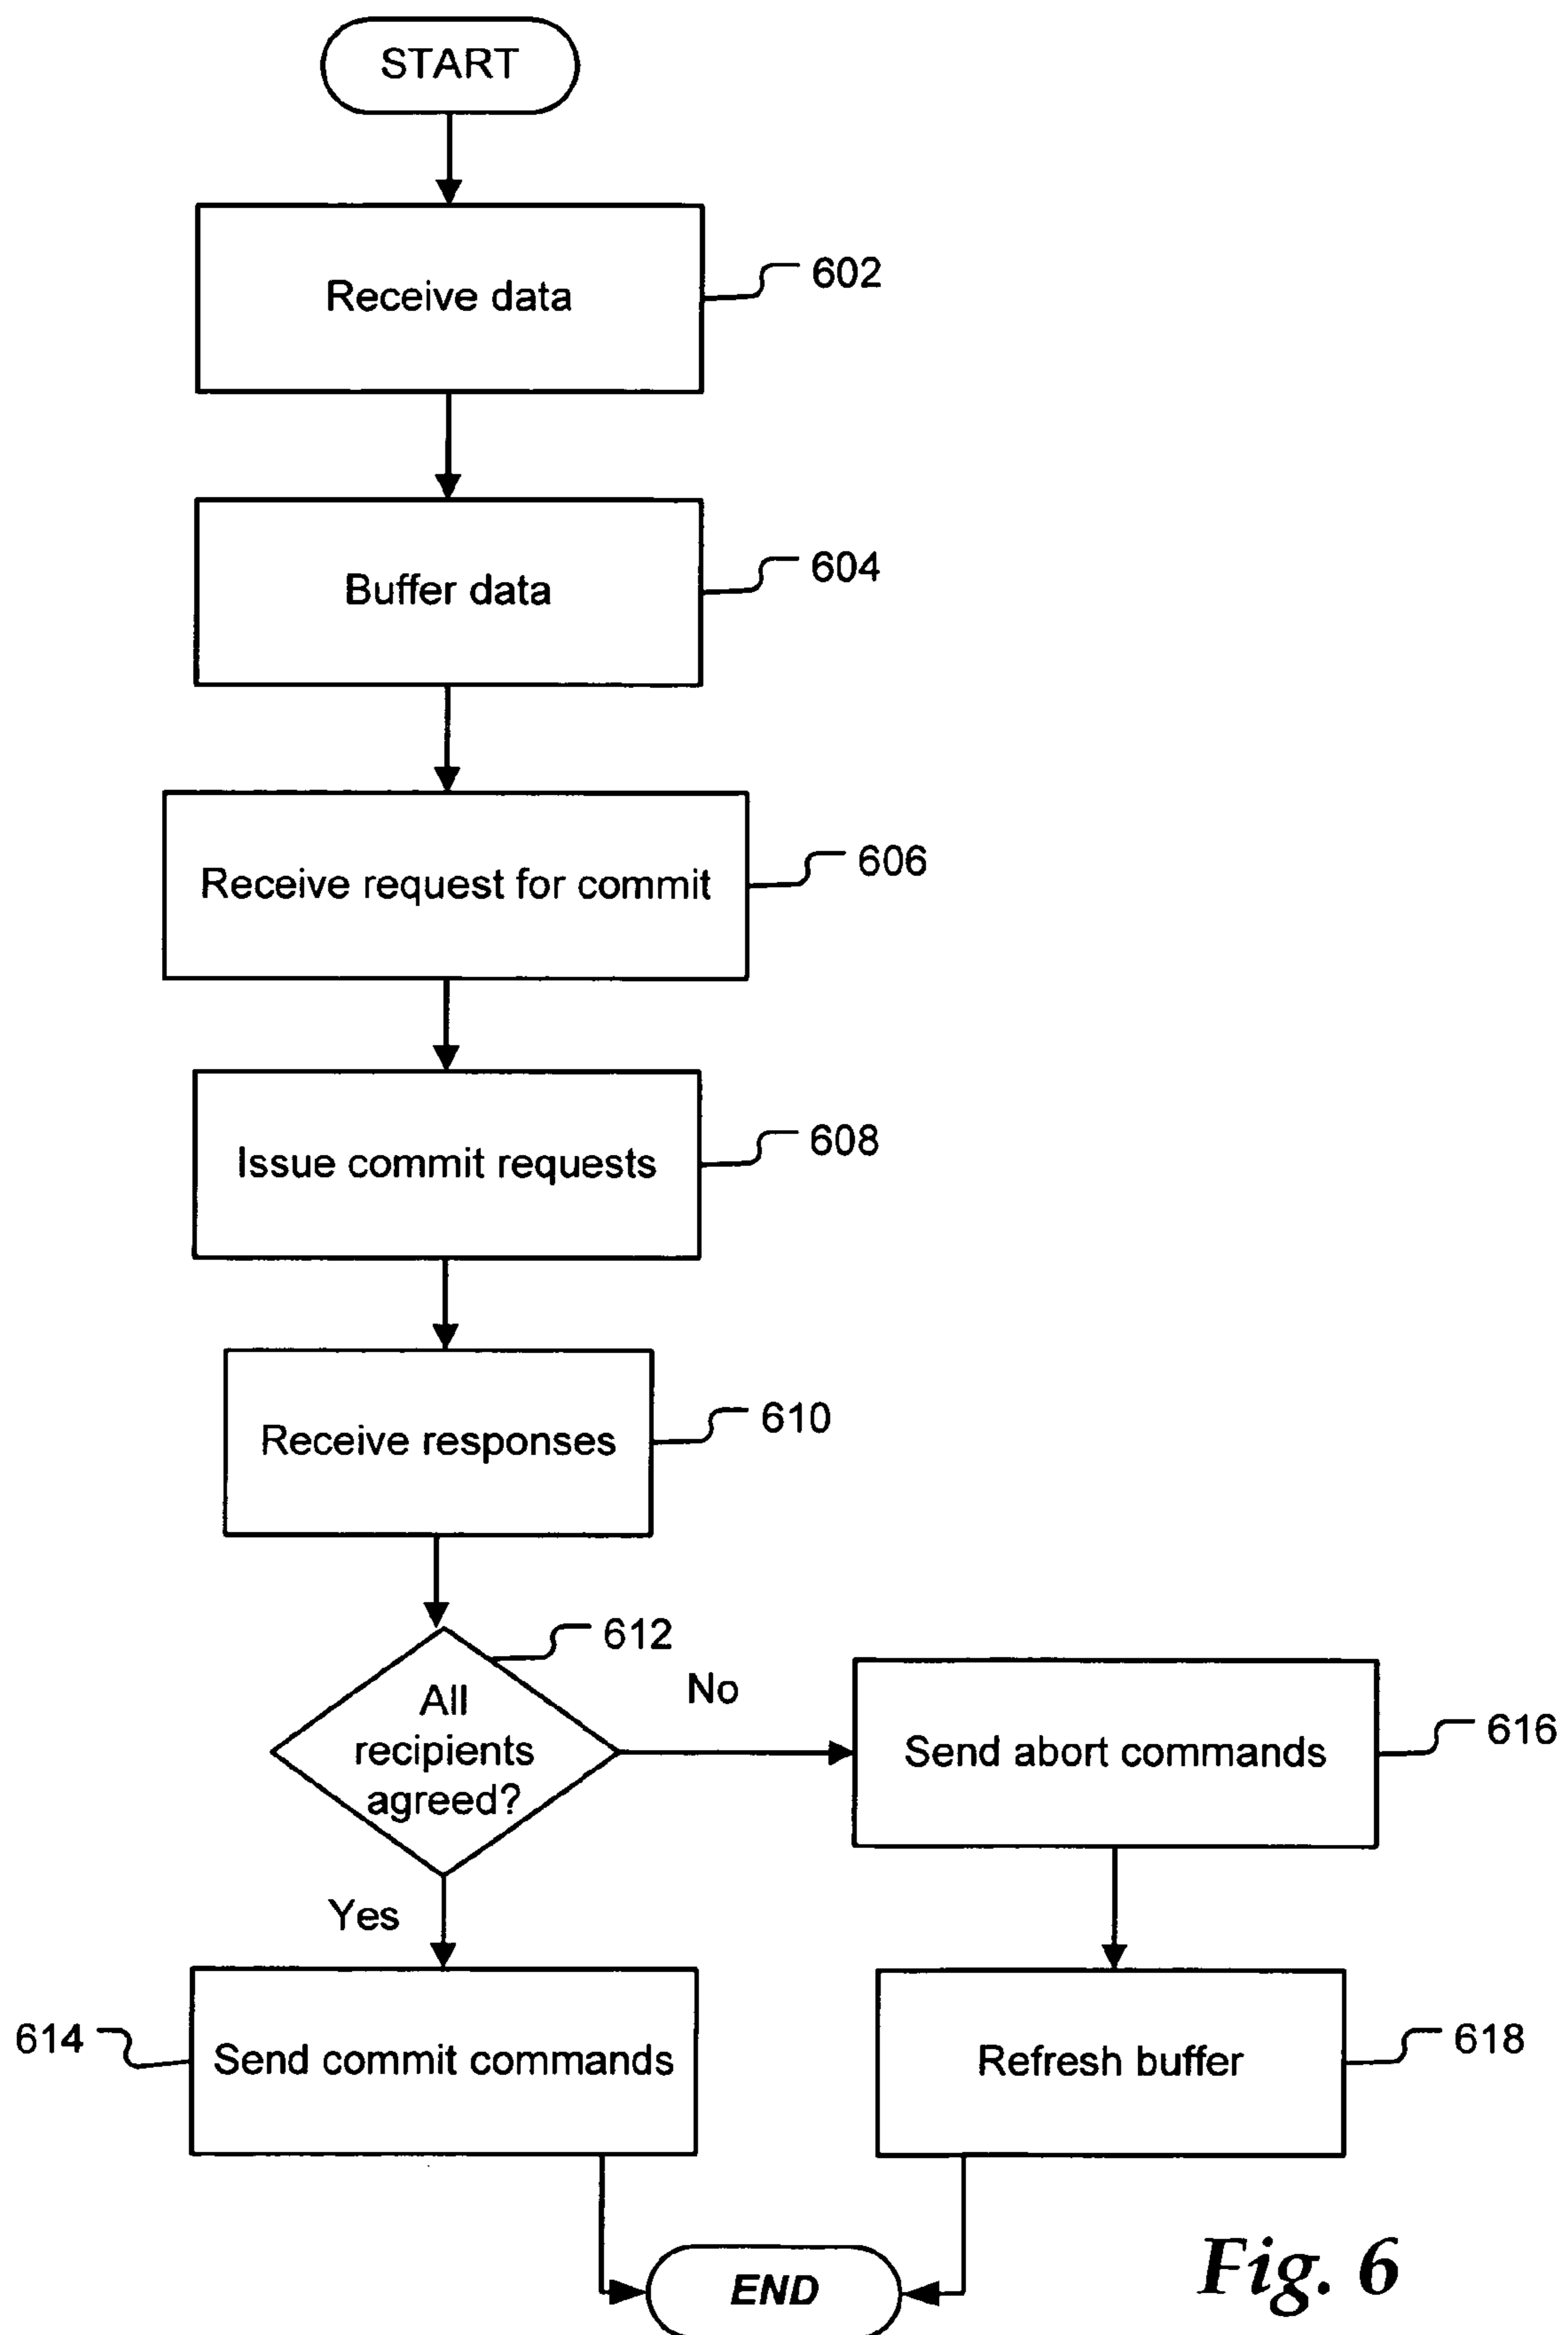 START
Receive data
602
Buffer data
604
Receive request for commit
606
Issue commit requests
608
Receive responses
610
612
All
recipients
agreed?
No
Send abort commands
616
Yes
614
Send commit commands
Refresh buffer
618
END
Fig. 6